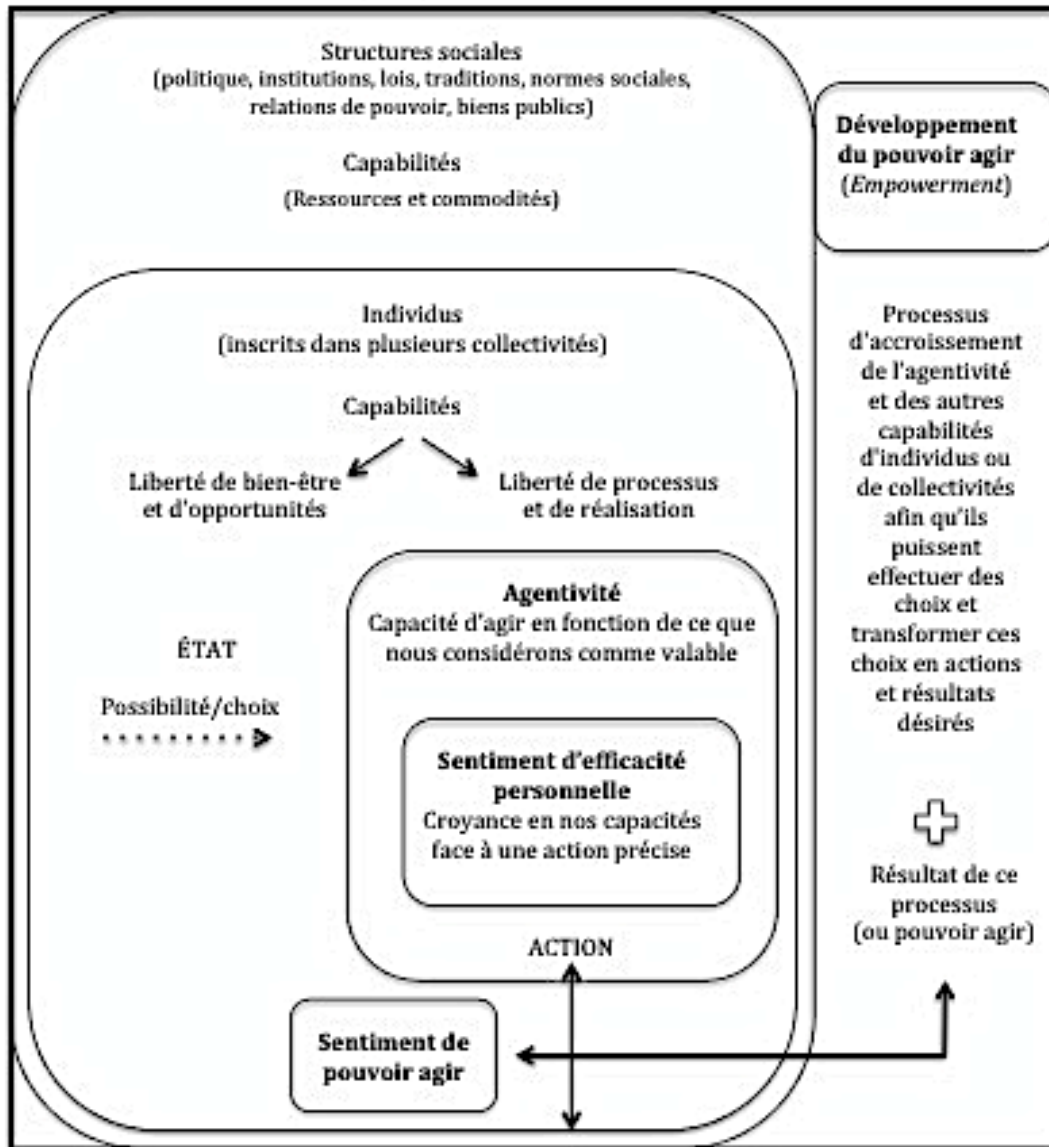 Structures sociales
(politique, institutions, lois, traditions, normes sociales,
relations de pouvoir, biens publics)
Capabilités
(Ressources et commodités)
Individus
(inscrits dans plusieurs collectivités)
Capabilités
Liberté de bien-être
et d'opportunités
Liberté de processus
et de réalisation
ÉTAT
Possibilité/choix
Agentivité
Capacité d'agir en fonction de ce que
nous considérons comme valable
Sentiment d'efficacité
personnelle
Croyance en nos capacités
face à une action précise
ACTION
Sentiment de
pouvoir agir
Développement
du pouvoir agir
(Empowerment)
Processus
d'accroissement
de l'agentivité
et des autres
capabilités
d'individus ou
de collectivités
afin qu'ils
puissent
effectuer des
choix et
transformer ces
choix en actions
et résultats
désirés
Résultat de ce
processus
(ou pouvoir agir)